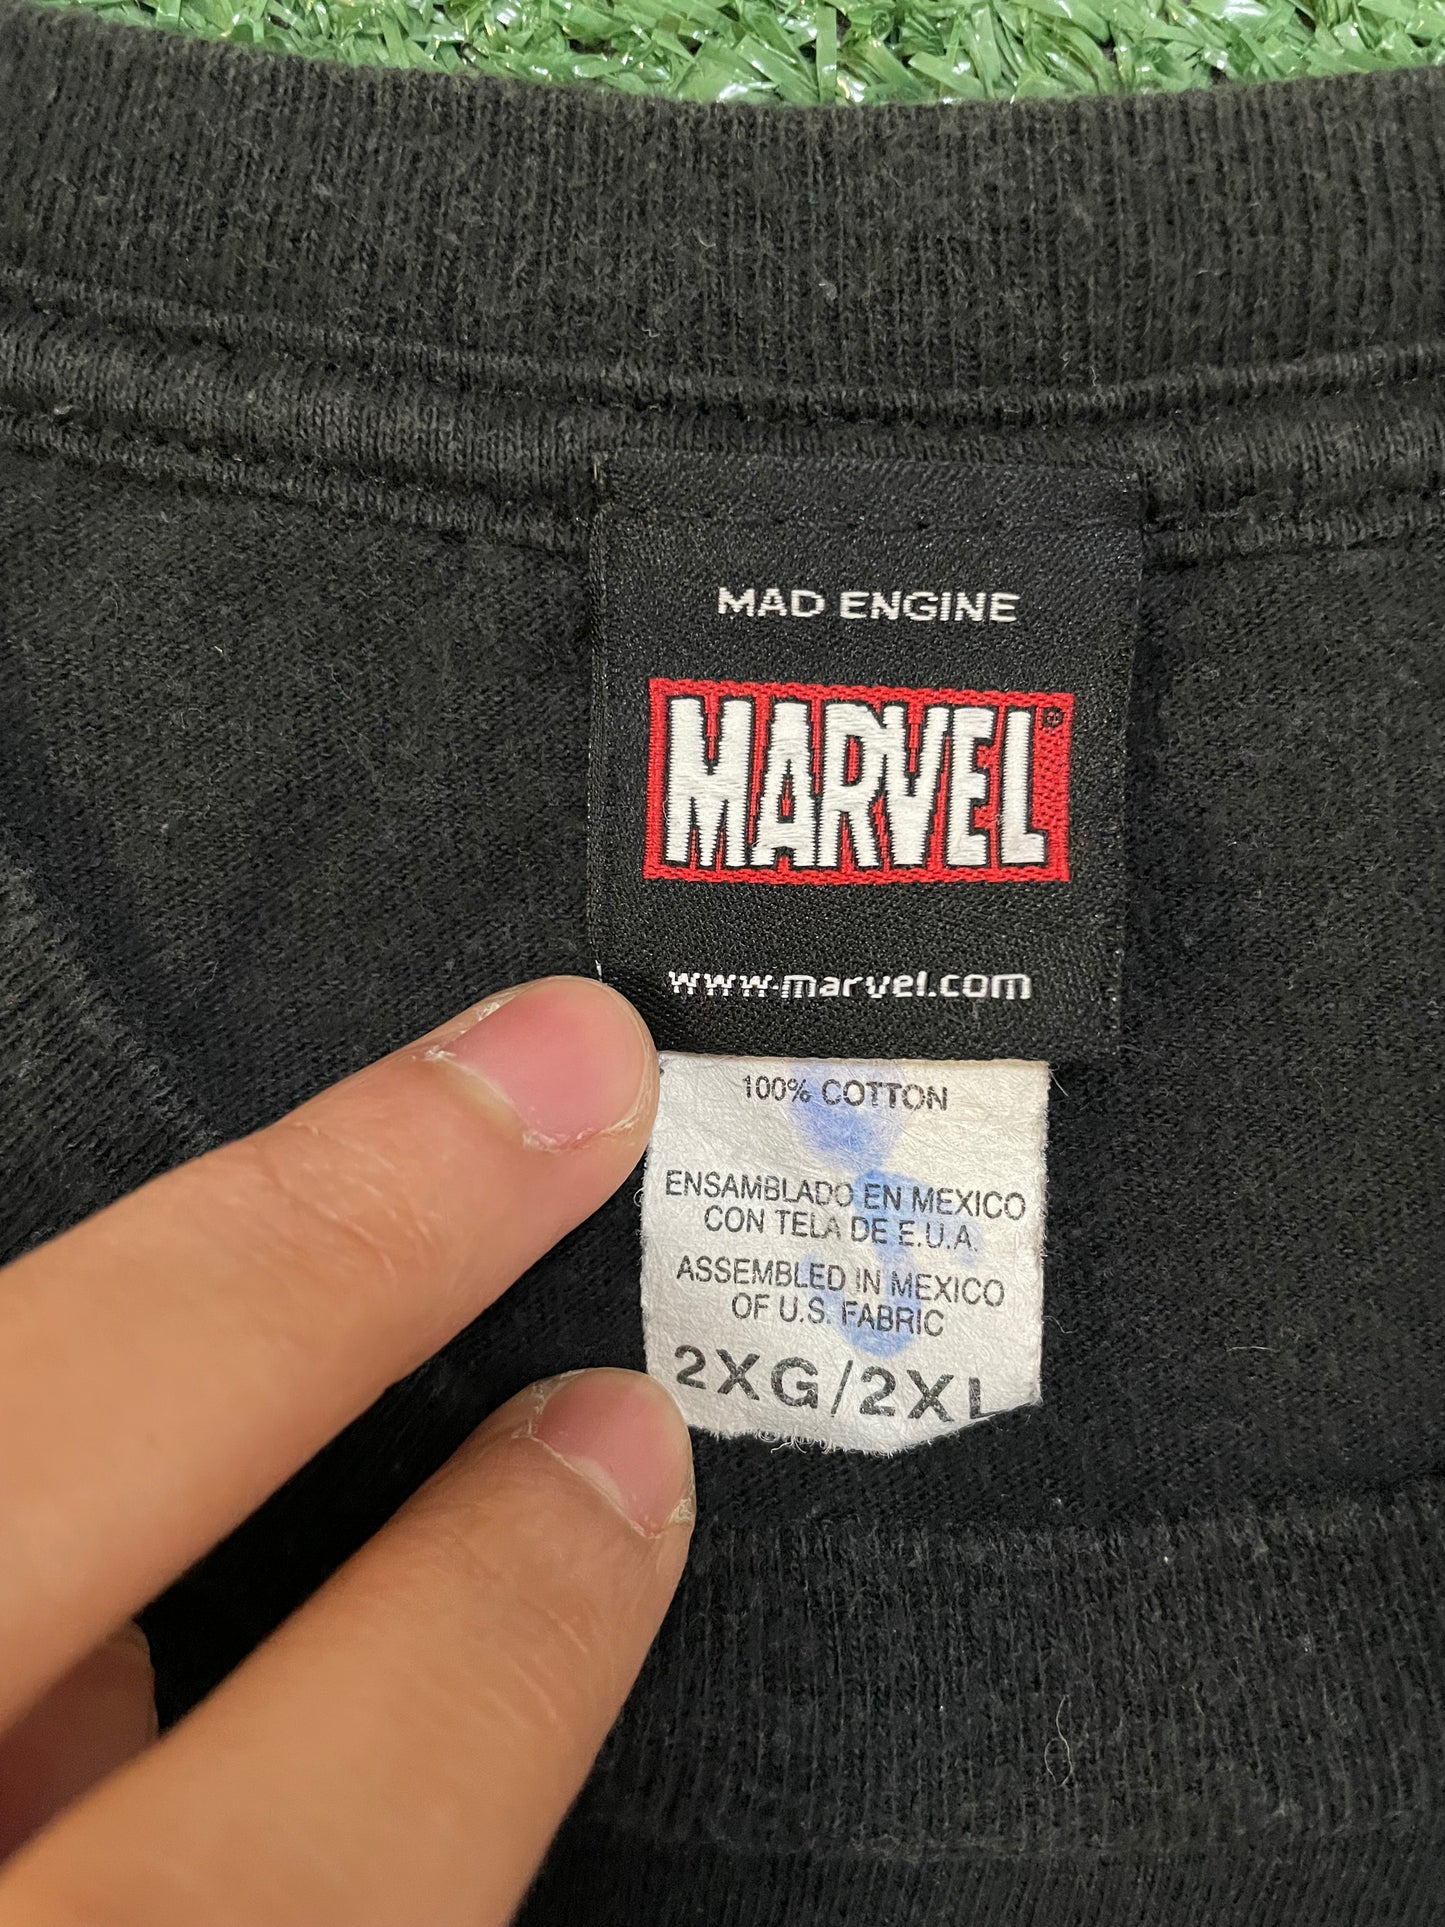 MAD ENGINE
MARVEL®
www.marvel.com
100% COTTON
ENSAMBLADO EN MEXICO
CON TELA DE E.U.A.
ASSEMBLED IN MEXICO
OF U.S. FABRIC
2XG/2XL